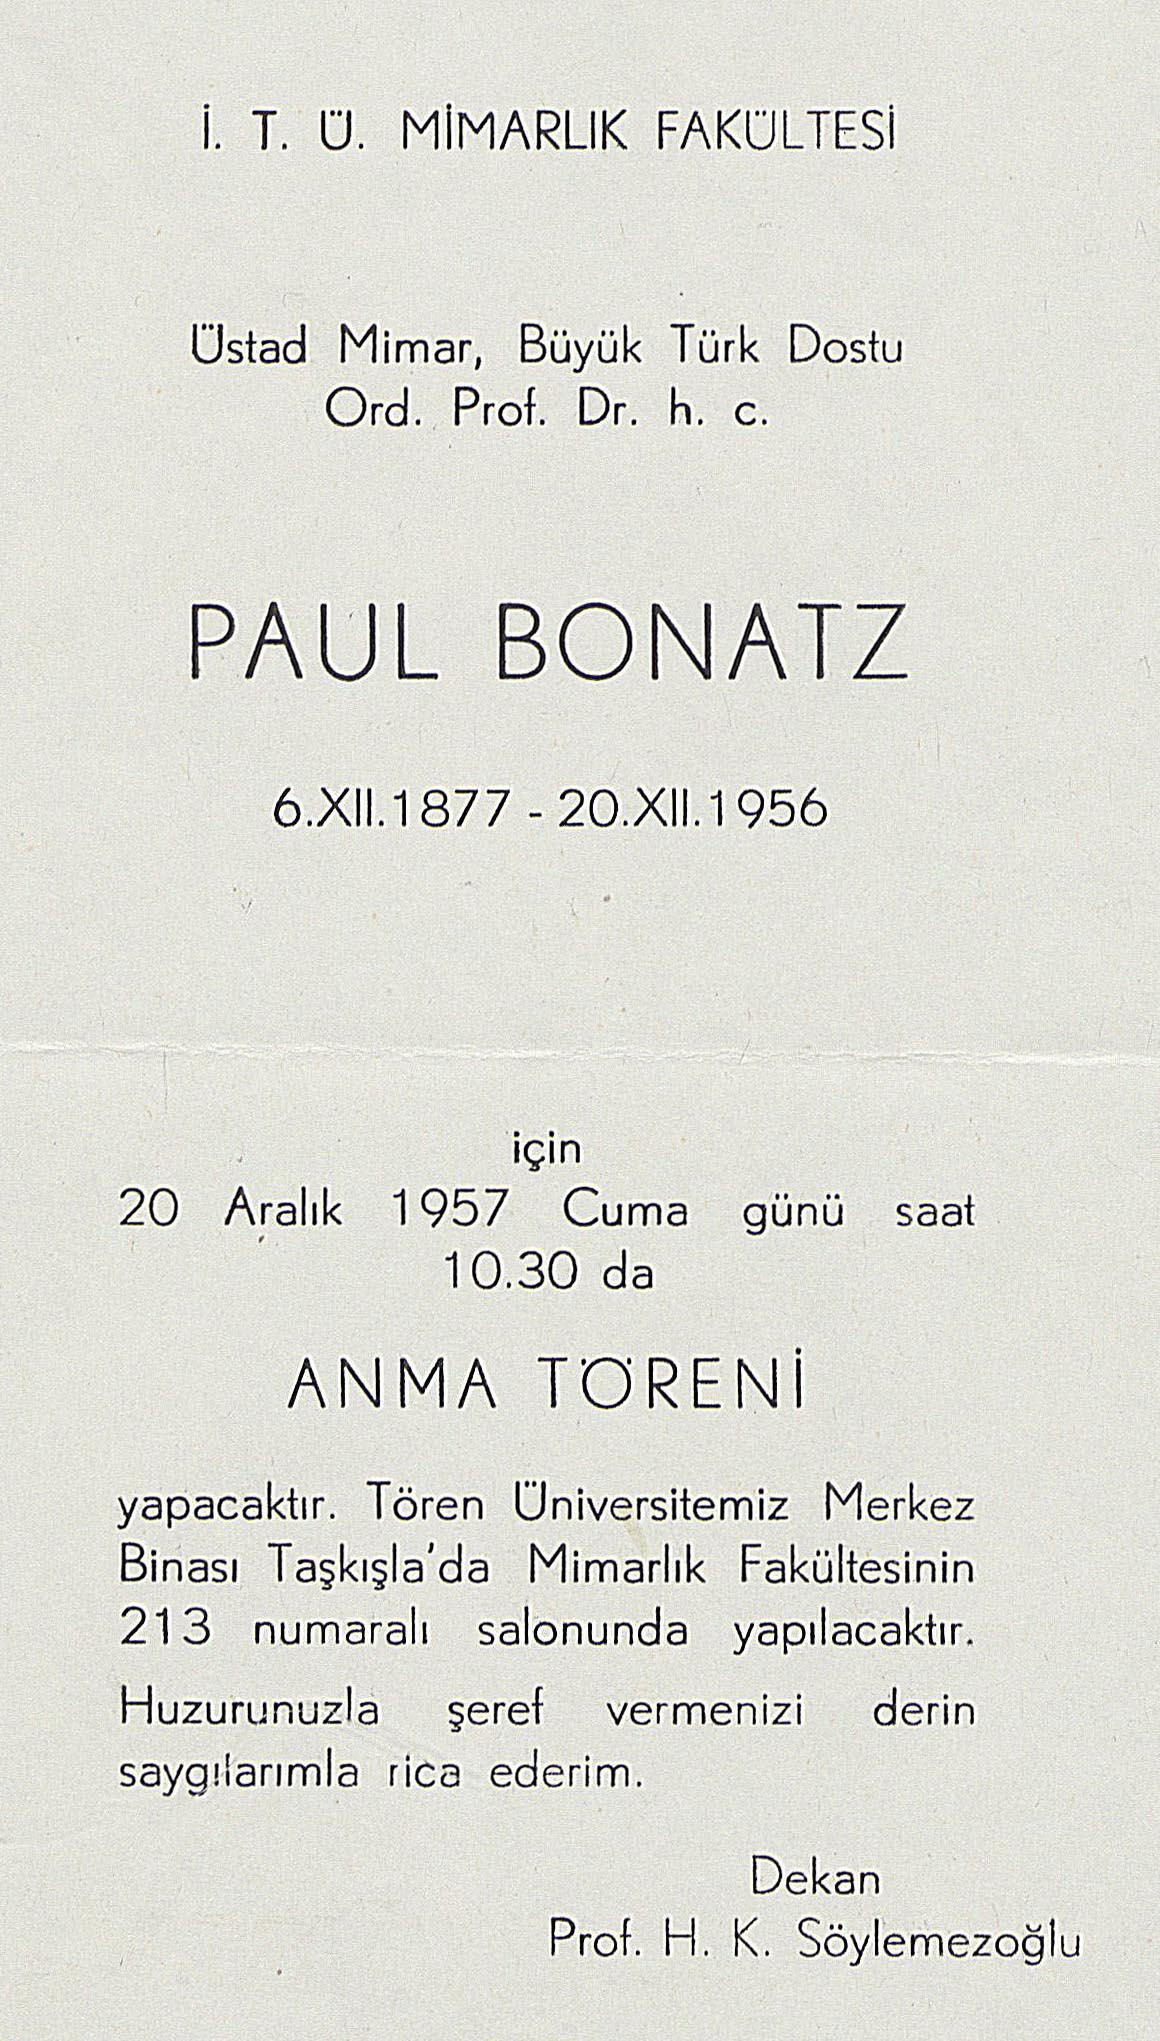 İ. T. Ü. MİMARLIK FAKÜLTESİ
Üstad Mimar, Büyük Türk Dostu
Ord. Prof. Dr. h. c.
PAUL BONATZ
6.XII.1877 - 20.XII.1956
için
20 Aralık 1957 Cuma günü saat
10.30 da
ANMA TÖRENİ
yapacaktır. Tören Üniversitemiz Merkez
Binası Taşkışla'da Mimarlık Fakültesinin
213 numaralı salonunda yapılacaktır.
Huzurunuzla şeref vermenizi derin
saygılarımla rica ederim.
Dekan
Prof. H. K. Söylemezoğlu